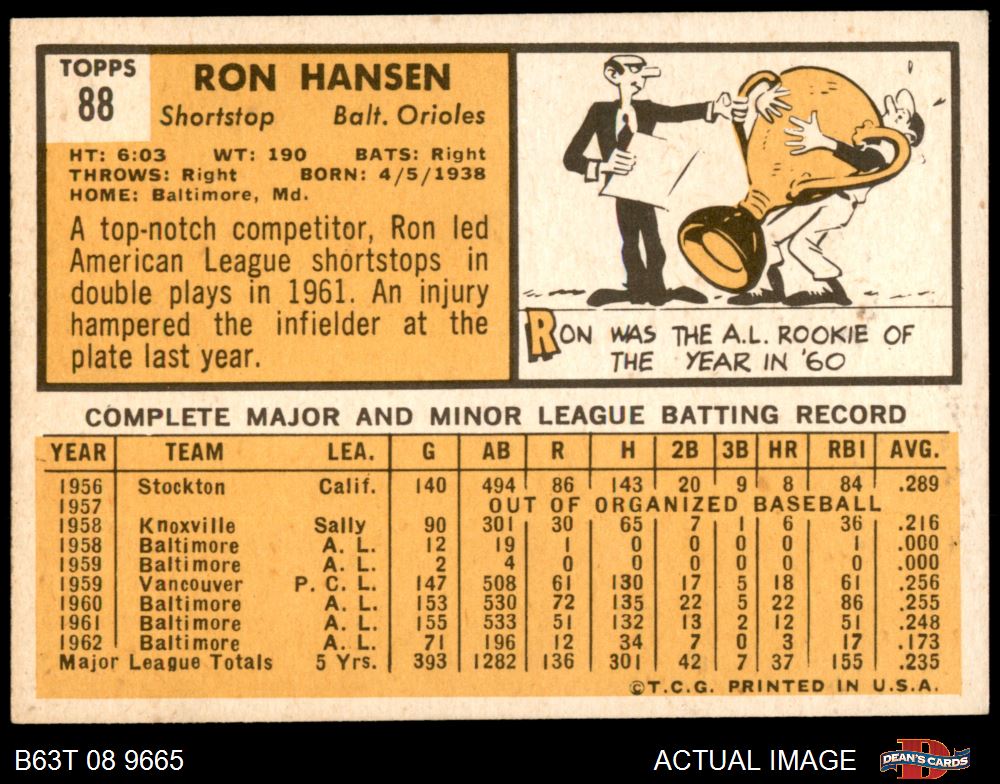 TOPPS
88
RON HANSEN
Shortstop Balt. Orioles
HT: 6:03 WT: 190 BATS: Right
THROWS: Right BORN: 4/5/1938
HOME: Baltimore, Md.
A top-notch competitor, Ron led
American League shortstops in
double plays in 1961. An injury
hampered the infielder at the
plate last year.
RON WAS THE A.L. ROOKIE OF
THE YEAR IN '60
COMPLETE MAJOR AND MINOR LEAGUE BATTING RECORD
YEAR TEAM LEA. G AB R H 2B 3B HR RBI AVG.
1956 Stockton Calif. 140 494 86 143 20 9 8 84 .289
1957 OUT OF ORGANIZED BASEBALL
1958 Knoxville Sally 90 301 30 65 7 1 6 36 .216
1958 Baltimore A. L. 12 19 1 0 0 0 0 1 .000
1959 Baltimore A. L. 2 4 0 0 0 0 0 0 .000
1959 Vancouver P. C. L. 147 508 61 130 17 5 18 61 .256
1960 Baltimore A. L. 153 530 72 135 22 5 22 86 .255
1961 Baltimore A. L. 155 533 51 132 13 2 12 51 .248
1962 Baltimore A. L. 71 196 12 34 7 0 3 17 .173
Major League Totals 5 Yrs. 393 1282 136 301 42 7 37 155 .235
©T.C.G. PRINTED IN U.S.A.
B63T 08 9665 ACTUAL IMAGE DEAN'S CARDS